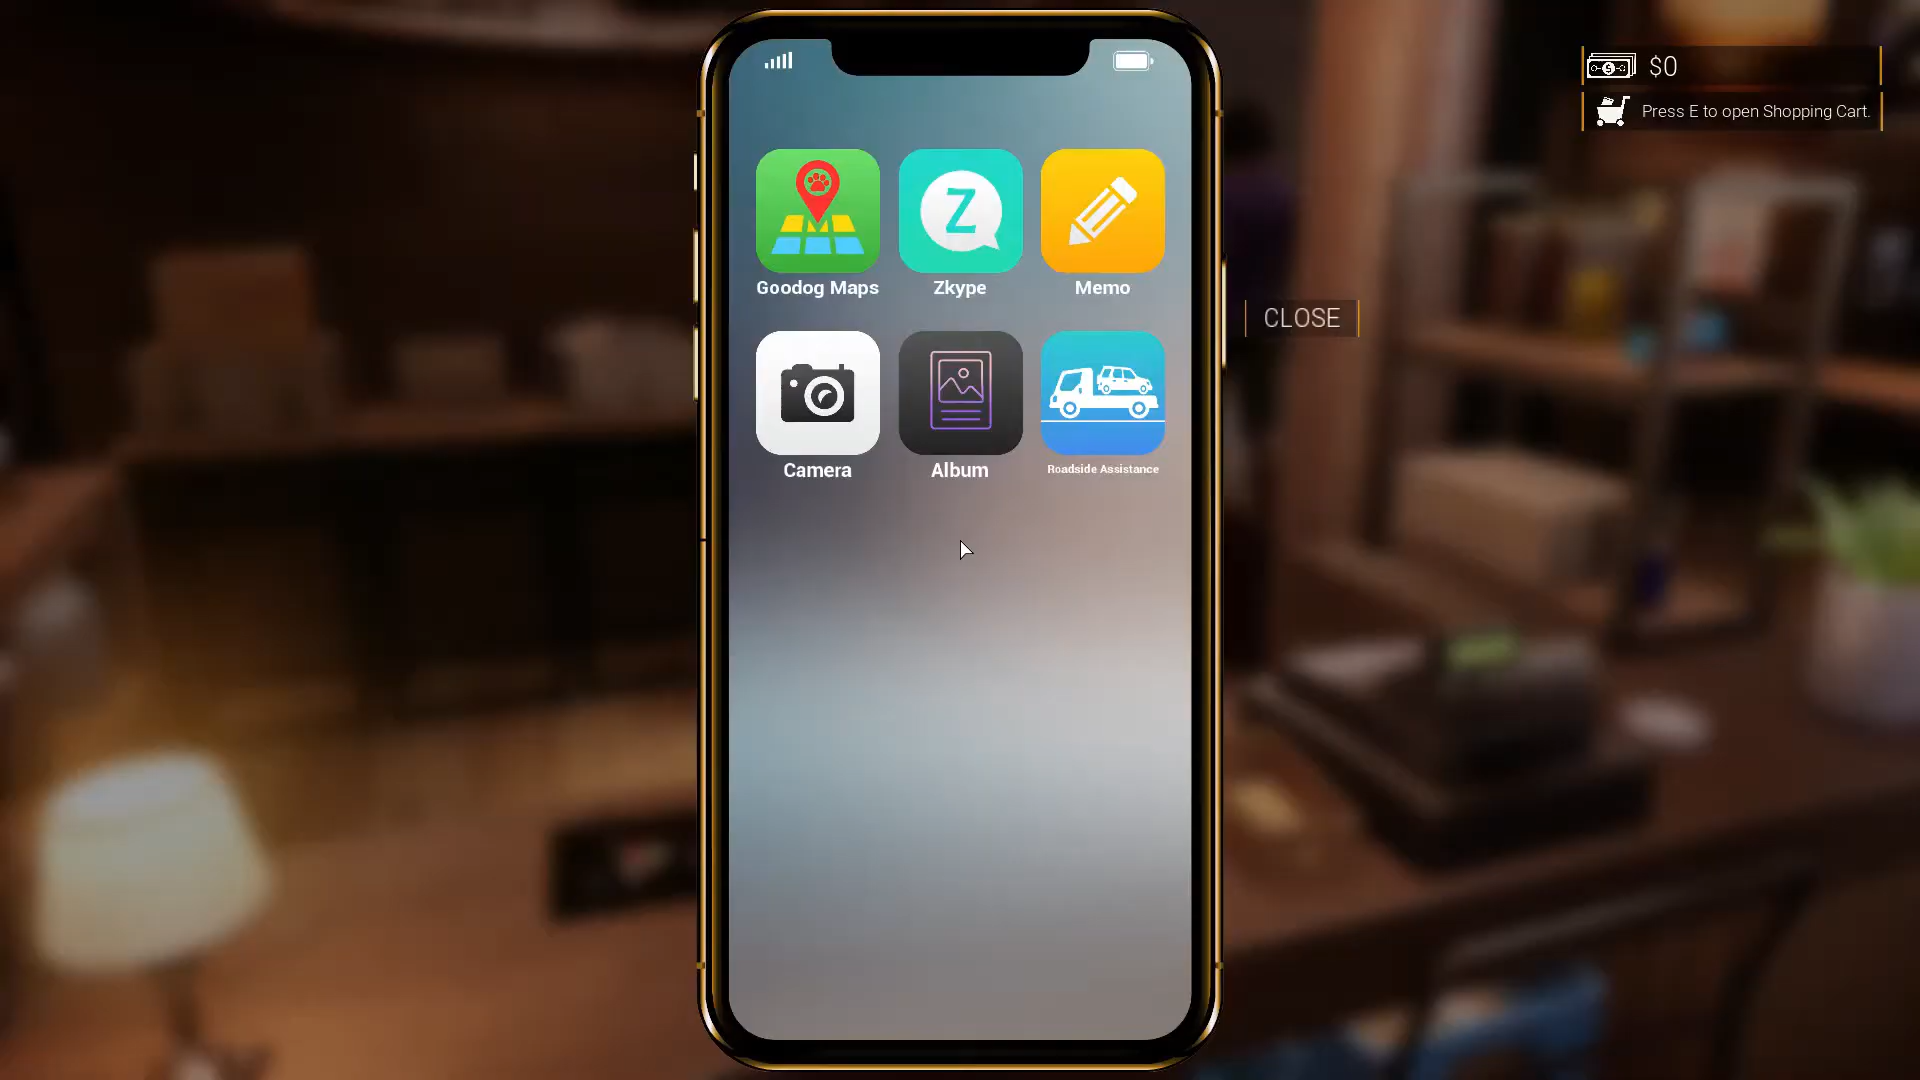 $0
Press E to open Shopping Cart.
Z
Goodog Maps
Zkype
Memo
CLOSE
Camera
Album
Roadside Assistance